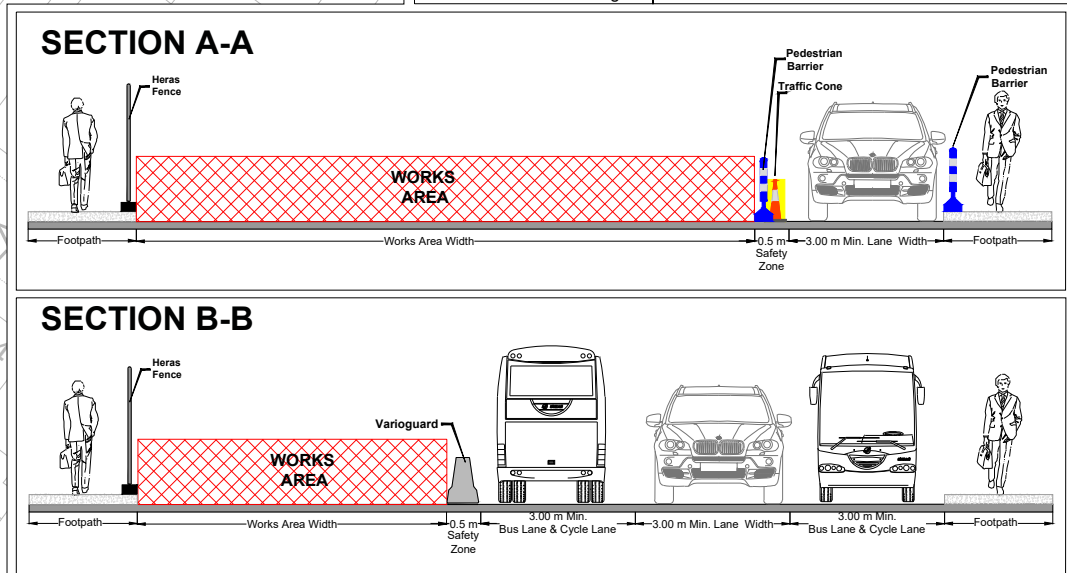 SECTION A-A
Heras
Fence
Pedestrian
Barrier
Traffic Cone
Pedestrian
Barrier
WORKS
AREA
Footpath
Works Area Width
0.5 m
Safety
Zone
3.00 m Min. Lane Width
Footpath
SECTION B-B
Heras
Fence
Varioguard
WORKS
AREA
Footpath
Works Area Width
0.5 m
Safety
Zone
3.00 m Min.
Bus Lane & Cycle Lane
3.00 m Min. Lane Width
3.00 m Min.
Bus Lane & Cycle Lane
Footpath